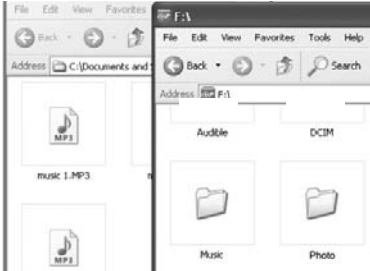 File Edit View Favorites
Back
Address C:\Documents and
MP3
music 1.MP3
MP3
F:\
File Edit View Favorites Tools Help
Back Search
Address F:\
Audible DCIM
Music Photo